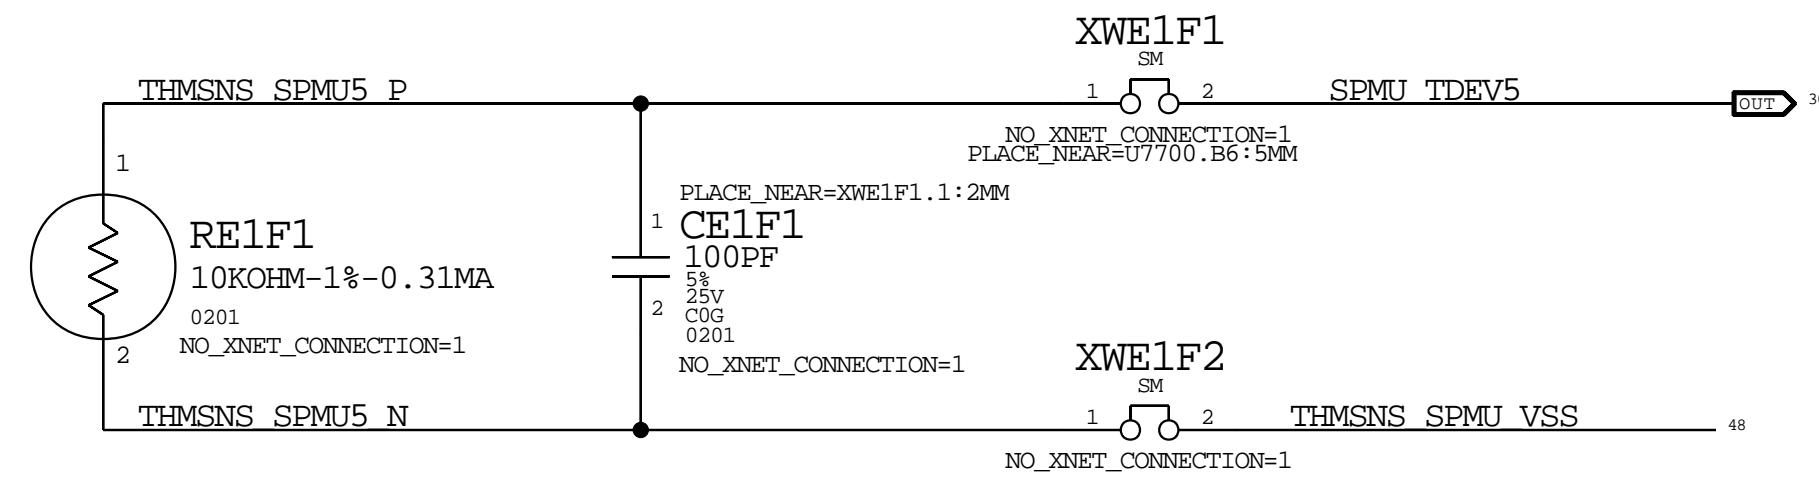 XWE1F1
SM
THMSNS_SPMU5_P
1 2
SPMU_TDEV5
OUT
NO_XNET_CONNECTION=1
PLACE_NEAR=U7700.B6:5MM
1
PLACE_NEAR=XWE1F1.1:2MM
1
CE1F1
RE1F1
100PF
10KOHM-1%-0.31MA
5%
25V
2
C0G
0201
0201
NO_XNET_CONNECTION=1
2
NO_XNET_CONNECTION=1
XWE1F2
SM
THMSNS_SPMU5_N
1 2
THMSNS_SPMU_VSS
48
NO_XNET_CONNECTION=1